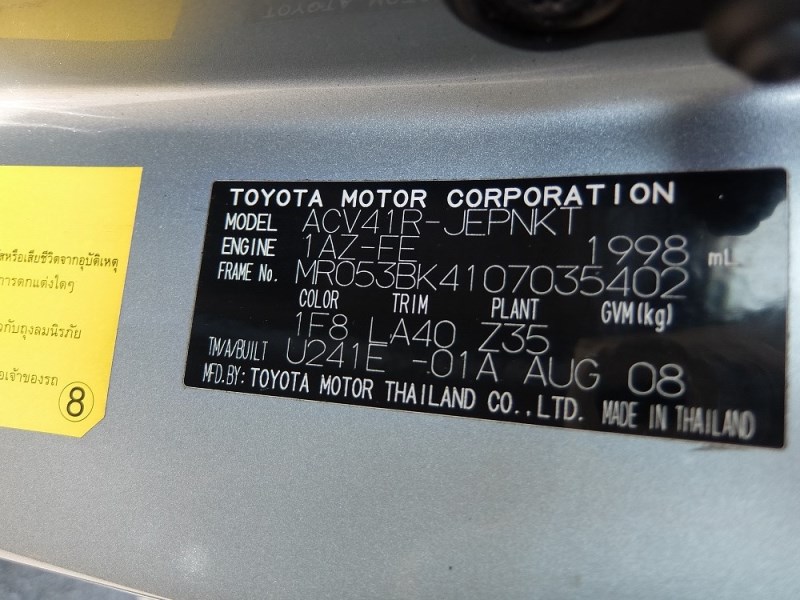 TOYOTA MOTOR CORPORATION
MODEL ACV41R-JEPNKT
ENGINE 1AZ-FE 1998 mL
FRAME No. MR053BK4107035402
COLOR TRIM PLANT GVM(kg)
1F8 LA40 Z35
TM/A/BUILT U241E -01A AUG 08
MFD.BY: TOYOTA MOTOR THAILAND CO.,LTD. MADE IN THAILAND
หรือเสียชีวิตจากอุบัติเหตุ
การตกแต่งใดๆ
กับถุงลมนิรภัย
เจ้าของรถ
8